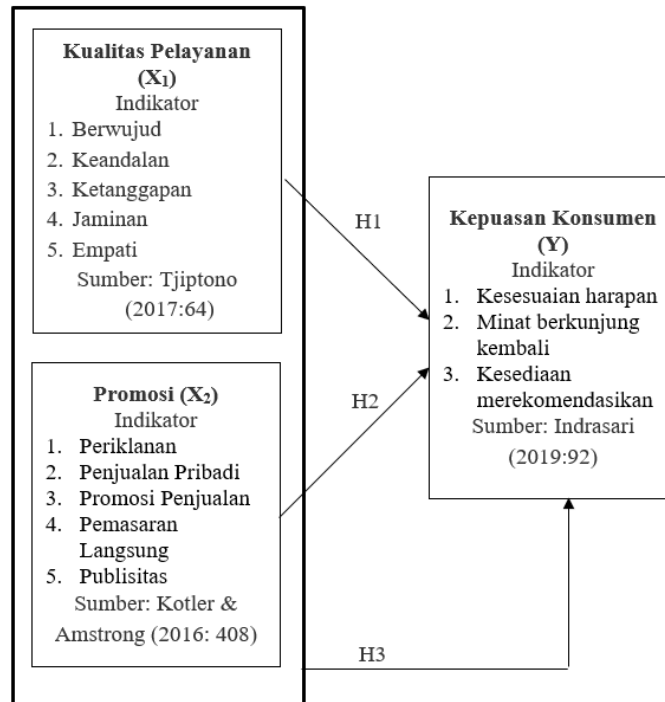 Kualitas Pelayanan
(X₁)
Indikator
1. Berwujud
2. Keandalan
3. Ketanggapan
4. Jaminan
5. Empati
Sumber: Tjiptono
(2017:64)
Promosi (X₂)
Indikator
1. Periklanan
2. Penjualan Pribadi
3. Promosi Penjualan
4. Pemasaran
Langsung
5. Publisitas
Sumber: Kotler &
Amstrong (2016: 408)
H1
H2
H3
Kepuasan Konsumen
(Y)
Indikator
1. Kesesuaian harapan
2. Minat berkunjung
kembali
3. Kesediaan
merekomendasikan
Sumber: Indrasari
(2019:92)